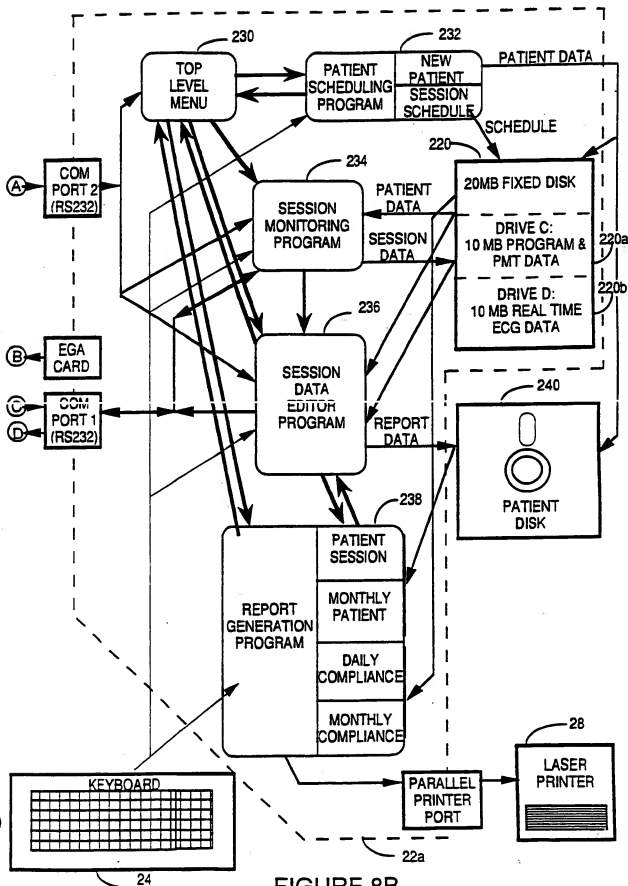 230
TOP
LEVEL
MENU
232
PATIENT
SCHEDULING
PROGRAM
NEW
PATIENT
SESSION
SCHEDULE
PATIENT DATA
SCHEDULE
A
COM
PORT 2
(RS232)
234
SESSION
MONITORING
PROGRAM
PATIENT
DATA
SESSION
DATA
220
20MB FIXED DISK
DRIVE C:
10 MB PROGRAM &
PMT DATA
220a
DRIVE D:
10 MB REAL TIME
ECG DATA
220b
B
EGA
CARD
C
D
COM
PORT 1
(RS232)
236
SESSION
DATA
EDITOR
PROGRAM
REPORT
DATA
240
PATIENT
DISK
238
REPORT
GENERATION
PROGRAM
PATIENT
SESSION
MONTHLY
PATIENT
DAILY
COMPLIANCE
MONTHLY
COMPLIANCE
KEYBOARD
24
PARALLEL
PRINTER
PORT
28
LASER
PRINTER
22a
FIGURE 8B